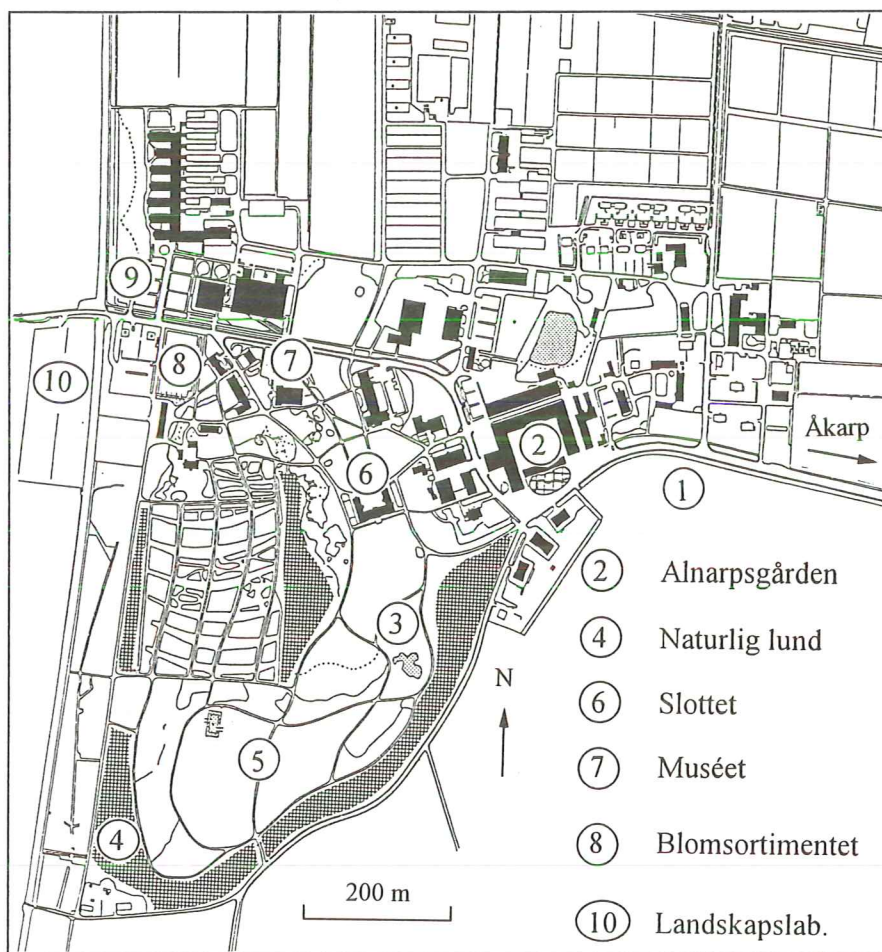 9
7
8
10
6
2
Åkarp
1
3
5
4
N
200 m
2 Alnarpsgården
4 Naturlig lund
6 Slottet
7 Muséet
8 Blomsortimentet
10 Landskapslab.